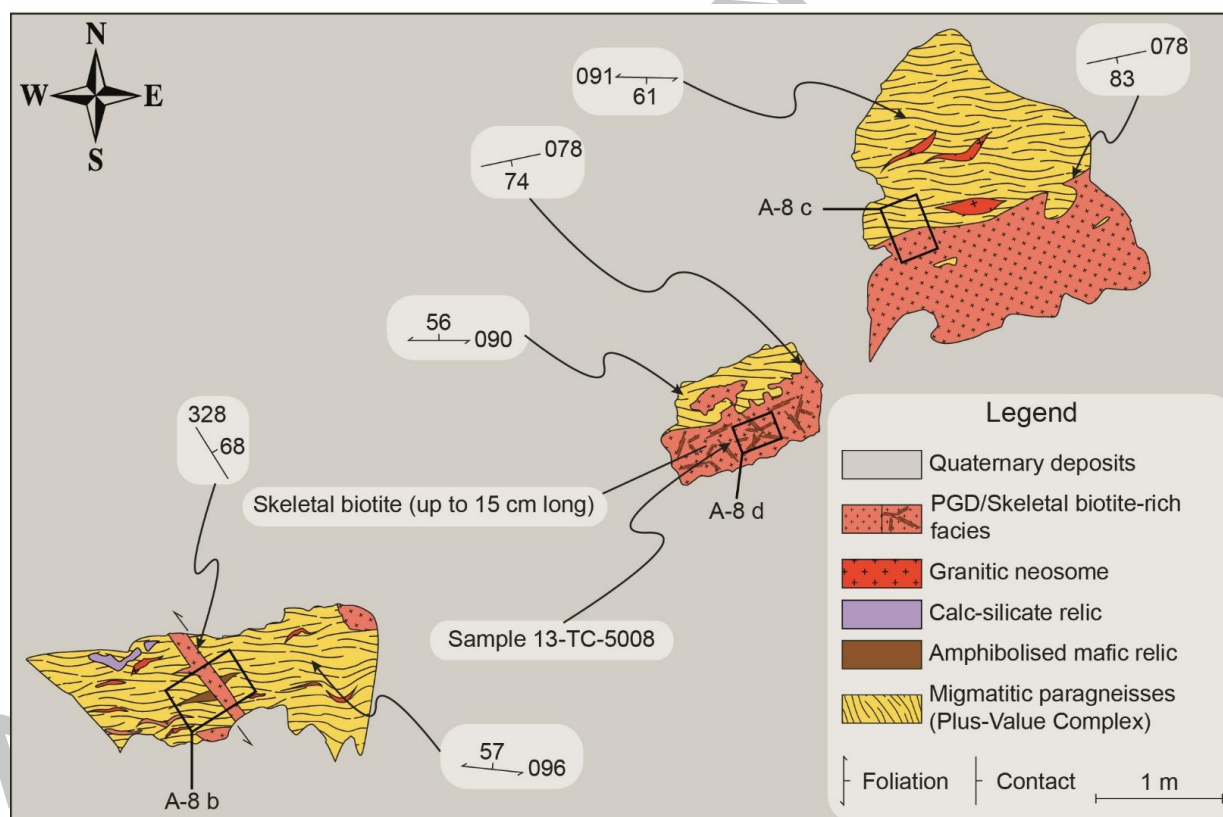 N
W E
S
091
61
078
83
078
74
A-8 c
56
090
328
68
Skeletal biotite (up to 15 cm long)
A-8 d
Sample 13-TC-5008
57
096
A-8 b
Legend
Quaternary deposits
PGD/Skeletal biotite-rich
facies
Granitic neosome
Calc-silicate relic
Amphibolised mafic relic
Migmatitic paragneisses
(Plus-Value Complex)
Foliation
Contact
1 m